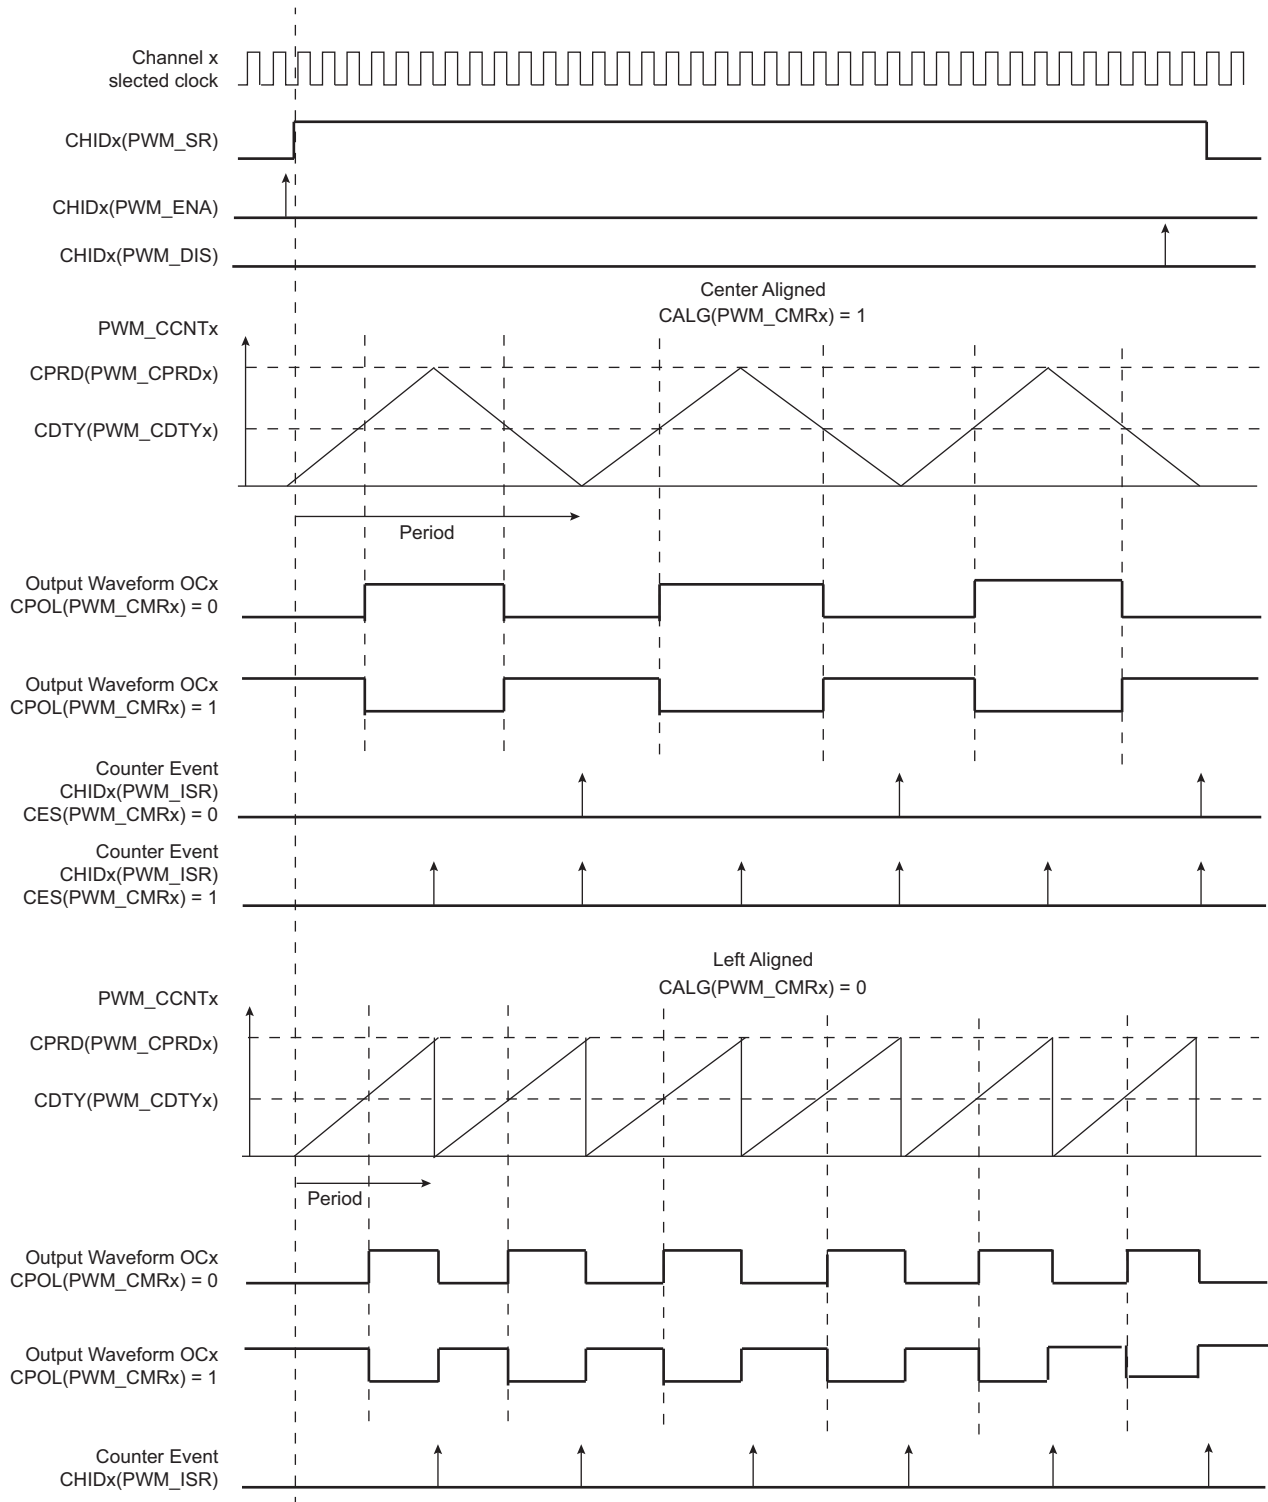 Channel x
slected clock
CHIDx(PWM_SR)
CHIDx(PWM_ENA)
CHIDx(PWM_DIS)
Center Aligned
CALG(PWM_CMRx) = 1
PWM_CCNTx
CPRD(PWM_CPRDx)
CDTY(PWM_CDTYx)
Period
Output Waveform OCx
CPOL(PWM_CMRx) = 0
Output Waveform OCx
CPOL(PWM_CMRx) = 1
Counter Event
CHIDx(PWM_ISR)
CES(PWM_CMRx) = 0
Counter Event
CHIDx(PWM_ISR)
CES(PWM_CMRx) = 1
Left Aligned
CALG(PWM_CMRx) = 0
PWM_CCNTx
CPRD(PWM_CPRDx)
CDTY(PWM_CDTYx)
Period
Output Waveform OCx
CPOL(PWM_CMRx) = 0
Output Waveform OCx
CPOL(PWM_CMRx) = 1
Counter Event
CHIDx(PWM_ISR)